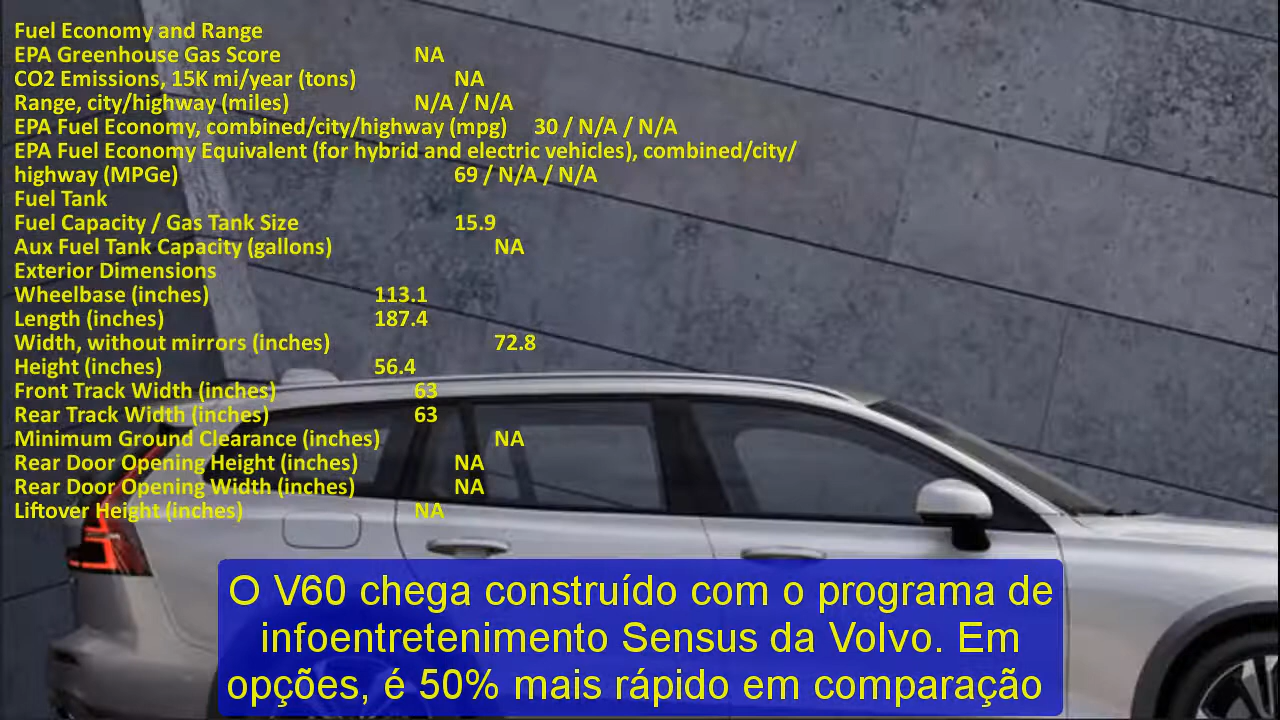 Fuel Economy and Range
EPA Greenhouse Gas Score NA
CO2 Emissions, 15K mi/year (tons) NA
Range, city/highway (miles) N/A / N/A
EPA Fuel Economy, combined/city/highway (mpg) 30 / N/A / N/A
EPA Fuel Economy Equivalent (for hybrid and electric vehicles), combined/city/
highway (MPGe) 69 / N/A / N/A
Fuel Tank
Fuel Capacity / Gas Tank Size 15.9
Aux Fuel Tank Capacity (gallons) NA
Exterior Dimensions
Wheelbase (inches) 113.1
Length (inches) 187.4
Width, without mirrors (inches) 72.8
Height (inches) 56.4
Front Track Width (inches) 63
Rear Track Width (inches) 63
Minimum Ground Clearance (inches) NA
Rear Door Opening Height (inches) NA
Rear Door Opening Width (inches) NA
Liftover Height (inches) NA
O V60 chega construído com o programa de
infoentretenimento Sensus da Volvo. Em
opções, é 50% mais rápido em comparação